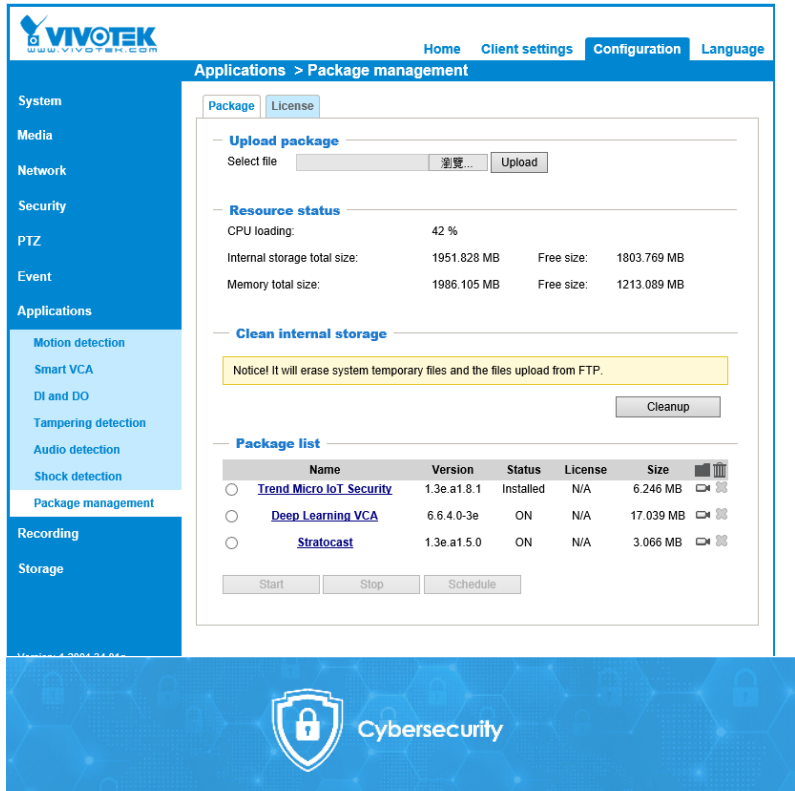 VIVOTEK
www.vivotek.com
Home Client settings Configuration Language
Applications > Package management
System
Media
Network
Security
PTZ
Event
Applications
Motion detection
Smart VCA
DI and DO
Tampering detection
Audio detection
Shock detection
Package management
Recording
Storage
Package License
Upload package
Select file 瀏覽... Upload
Resource status
CPU loading: 42 %
Internal storage total size: 1951.828 MB Free size: 1803.769 MB
Memory total size: 1986.105 MB Free size: 1213.089 MB
Clean internal storage
Notice! It will erase system temporary files and the files upload from FTP.
Cleanup
Package list
Name Version Status License Size
Trend Micro IoT Security 1.3e.a1.8.1 Installed N/A 6.246 MB
Deep Learning VCA 6.6.4.0-3e ON N/A 17.039 MB
Stratocast 1.3e.a1.5.0 ON N/A 3.066 MB
Start Stop Schedule
Cybersecurity